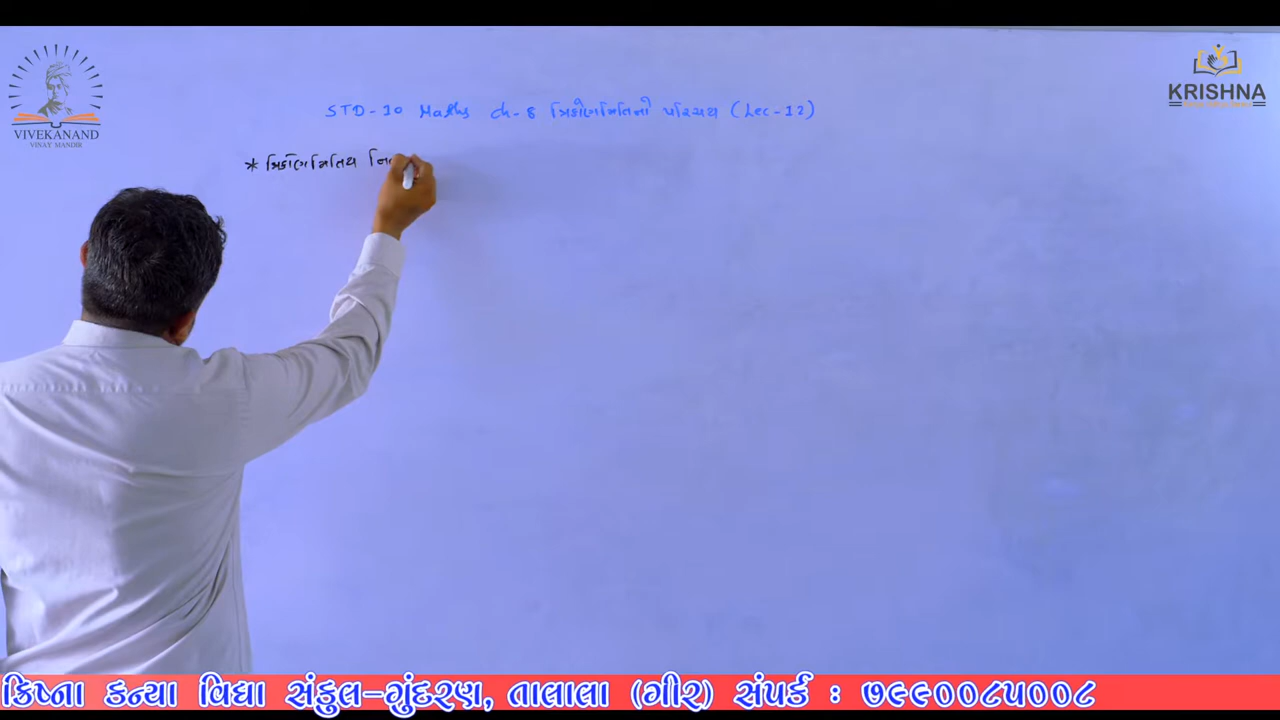 VIVEKANAND
VINAY MANDIR
KRISHNA
STD-10 Maths ch-8 ત્રિકોણમિતિનો પરિચય (Lec-12)
* ત્રિકોણમિતિય
ક્રિષ્ના કન્યા વિદ્યા સંકુલ-ગુંદરણ, તાલાલા (ગીર) સંપર્ક : ૭૯૯૦૦૮૫૦૦૮